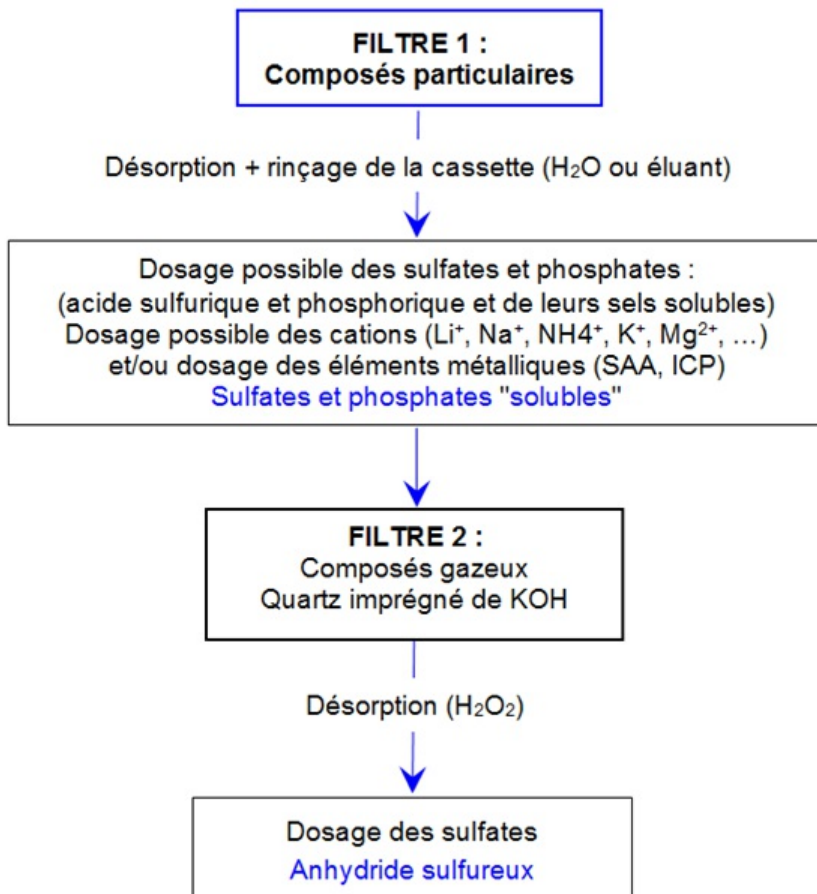 FILTRE 1 :
Composés particulaires
Désorption + rinçage de la cassette (H₂O ou éluant)
Dosage possible des sulfates et phosphates :
(acide sulfurique et phosphorique et de leurs sels solubles)
Dosage possible des cations (Li⁺, Na⁺, NH4⁺, K⁺, Mg²⁺, …)
et/ou dosage des éléments métalliques (SAA, ICP)
Sulfates et phosphates "solubles"
FILTRE 2 :
Composés gazeux
Quartz imprégné de KOH
Désorption (H₂O₂)
Dosage des sulfates
Anhydride sulfureux